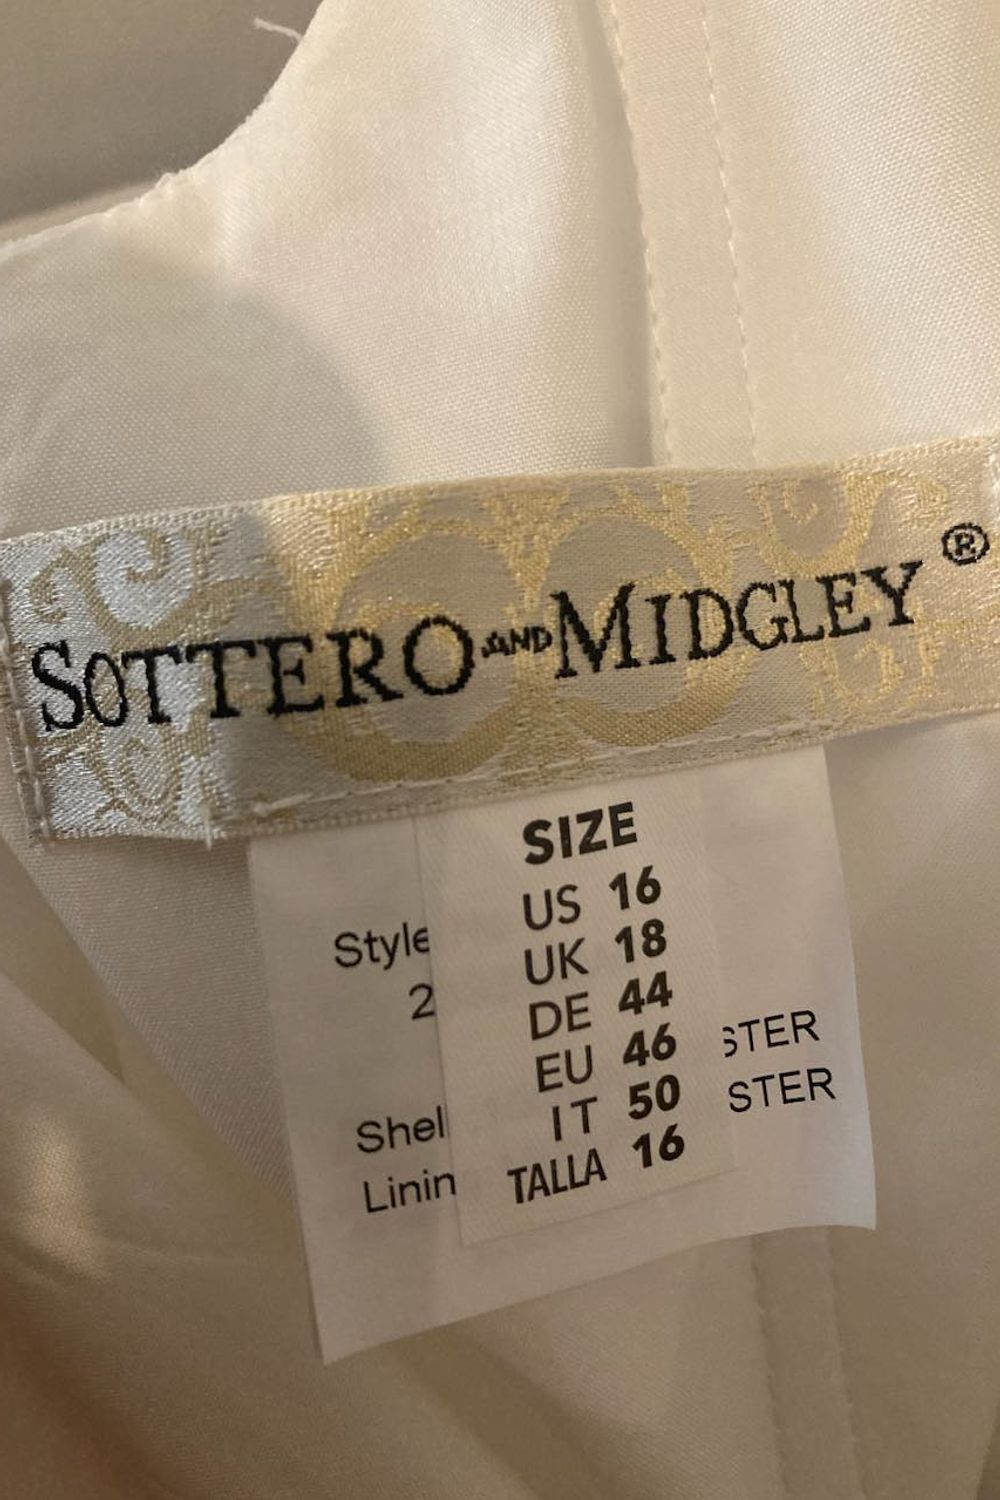 SOTTERO AND MIDGLEY ®
SIZE
US 16
UK 18
DE 44
EU 46
IT 50
TALLA 16
Style
2
STER
STER
Shel
Linin